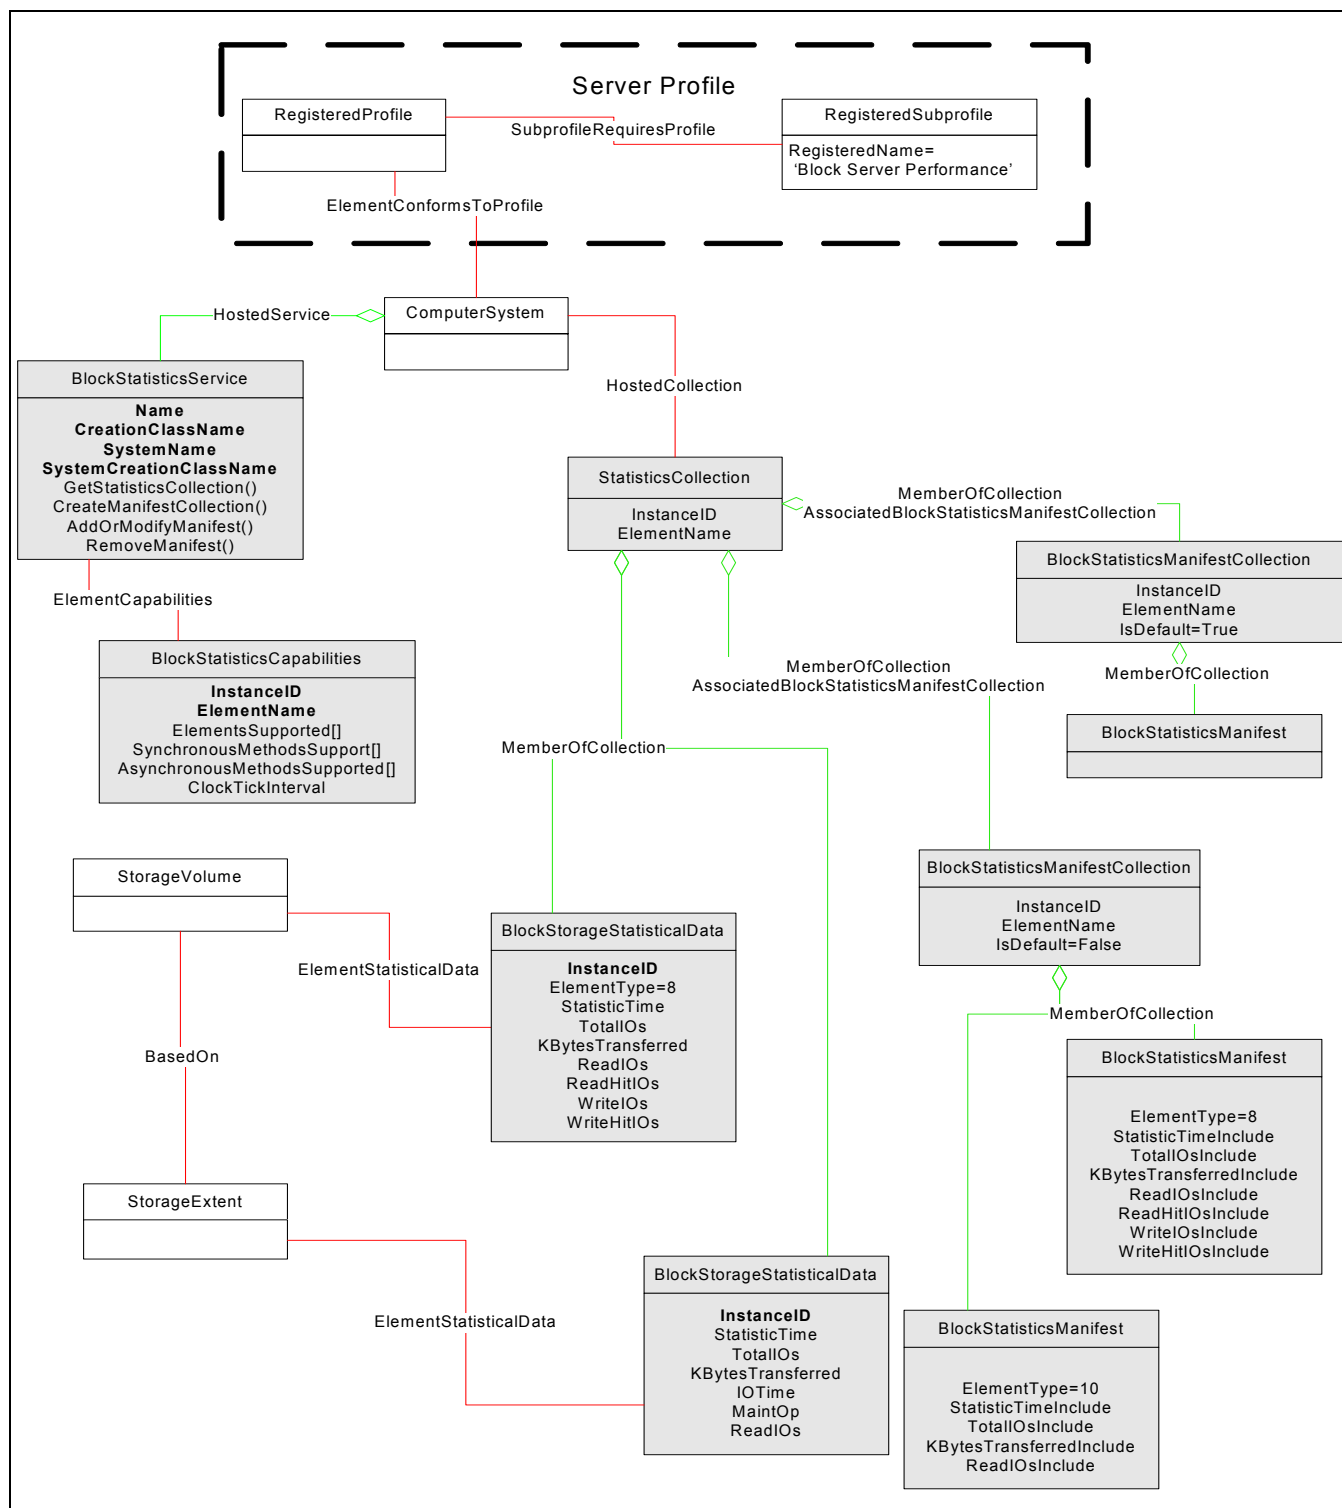 Server Profile
RegisteredProfile
SubprofileRequiresProfile
RegisteredSubprofile
RegisteredName=
'Block Server Performance’
ElementConformsToProfile
HostedService
ComputerSystem
HostedCollection
BlockStatisticsService
Name
CreationClassName
SystemName
SystemCreationClassName
GetStatisticsCollection()
CreateManifestCollection()
AddOrModifyManifest()
RemoveManifest()
StatisticsCollection
InstanceID
ElementName
MemberOfCollection
AssociatedBlockStatisticsManifestCollection
BlockStatisticsManifestCollection
InstanceID
ElementName
IsDefault=True
ElementCapabilities
BlockStatisticsCapabilities
InstanceID
ElementName
ElementsSupported[]
SynchronousMethodsSupport[]
AsynchronousMethodsSupported[]
ClockTickInterval
MemberOfCollection
AssociatedBlockStatisticsManifestCollection
MemberOfCollection
BlockStatisticsManifest
MemberOfCollection
StorageVolume
BlockStatisticsManifestCollection
InstanceID
ElementName
IsDefault=False
ElementStatisticalData
BlockStorageStatisticalData
InstanceID
ElementType=8
StatisticTime
TotalIOs
KBytesTransferred
ReadIOs
ReadHitIOs
WriteIOs
WriteHitIOs
MemberOfCollection
BasedOn
BlockStatisticsManifest
ElementType=8
StatisticTimeInclude
TotalIOsInclude
KBytesTransferredInclude
ReadIOsInclude
ReadHitIOsInclude
WriteIOsInclude
WriteHitIOsInclude
StorageExtent
ElementStatisticalData
BlockStorageStatisticalData
InstanceID
StatisticTime
TotalIOs
KBytesTransferred
IOTime
MaintOp
ReadIOs
BlockStatisticsManifest
ElementType=10
StatisticTimeInclude
TotalIOsInclude
KBytesTransferredInclude
ReadIOsInclude